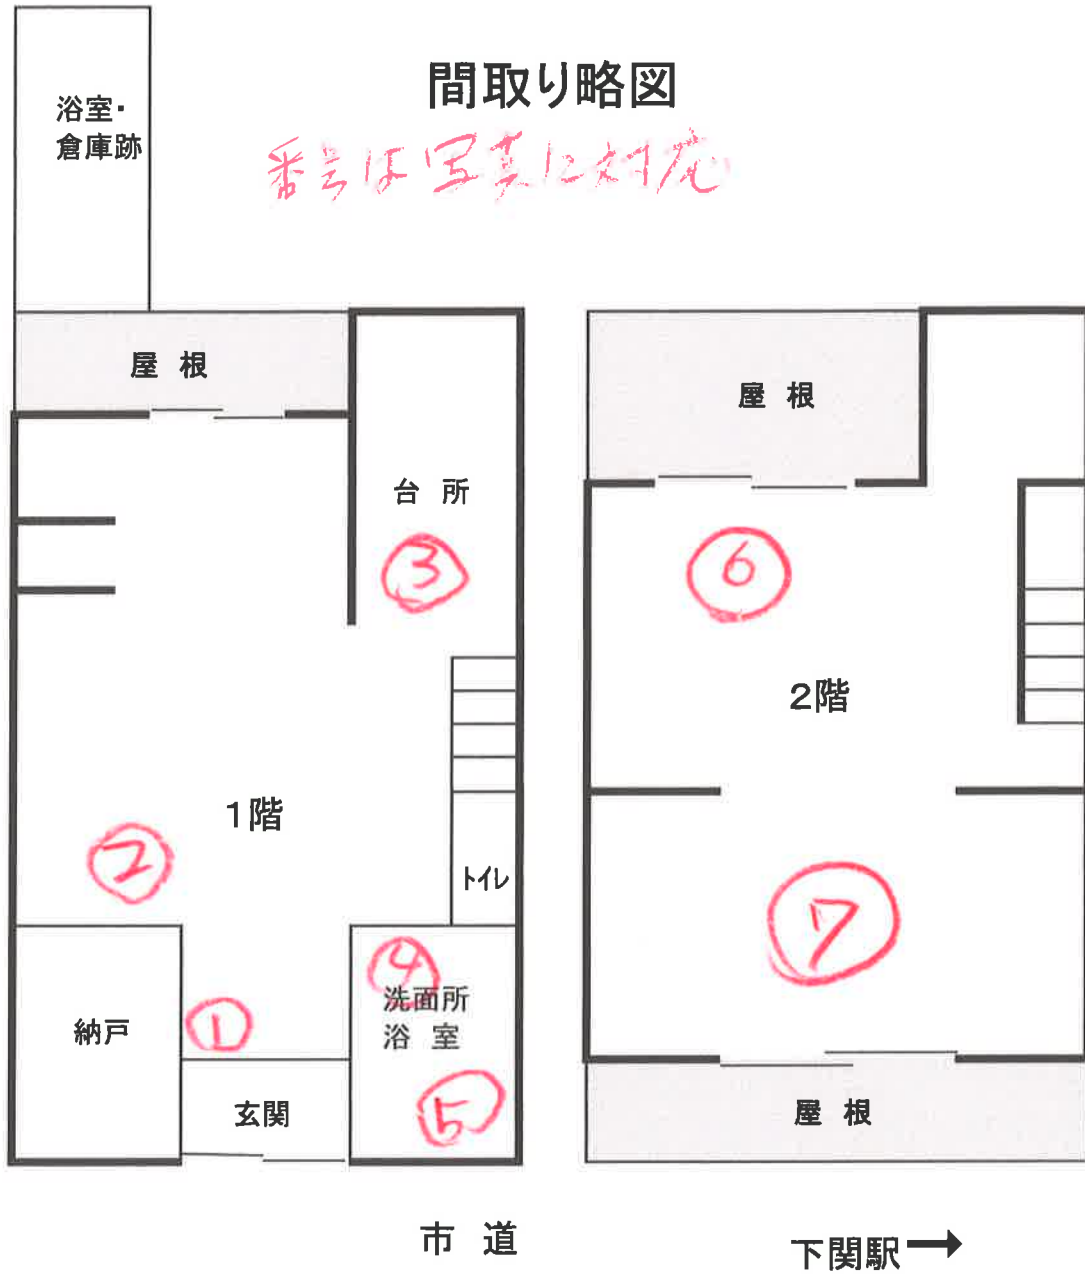 間取り略図
番号は写真に対応
浴室・
倉庫跡
屋 根
台 所
③
1階
②
トイレ
④
洗面所
浴 室
納戸
①
玄関
⑤
屋 根
⑥
2階
⑦
屋 根
市 道
下関駅→